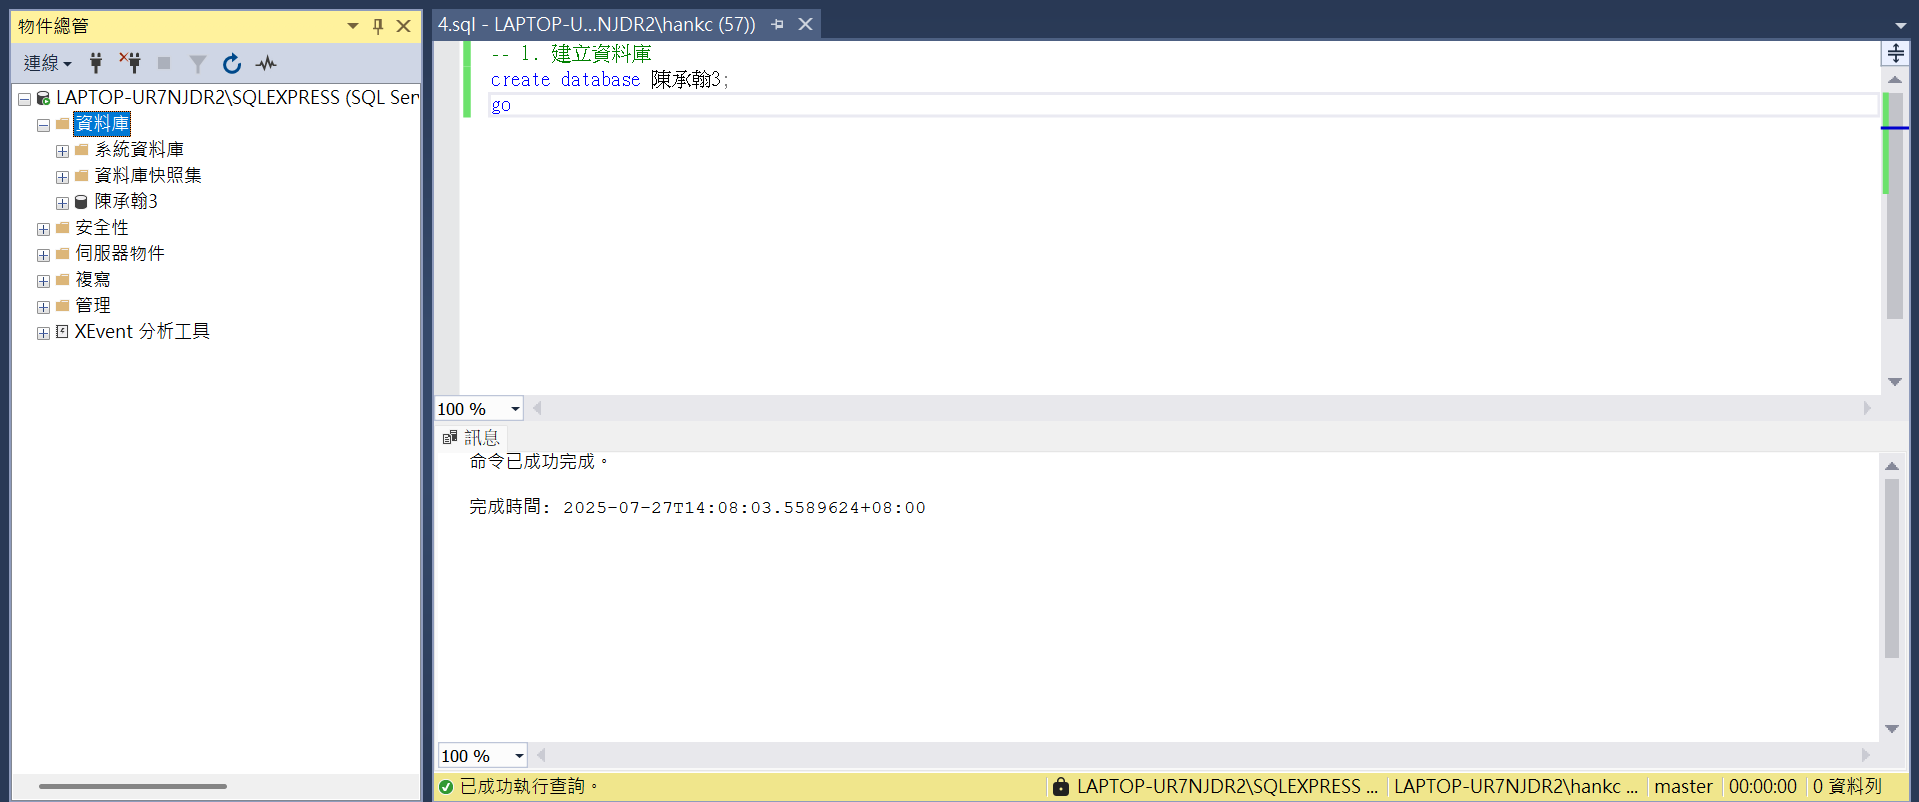 物件總管
連線
LAPTOP-UR7NJDR2\SQLEXPRESS (SQL Ser
資料庫
系統資料庫
資料庫快照集
陳承翰3
安全性
伺服器物件
複寫
管理
XEvent 分析工具
4.sql - LAPTOP-U...NJDR2\hankc (57))
-- 1. 建立資料庫
create database 陳承翰3;
go
100 %
訊息
命令已成功完成。
完成時間: 2025-07-27T14:08:03.5589624+08:00
100 %
已成功執行查詢。 LAPTOP-UR7NJDR2\SQLEXPRESS ... LAPTOP-UR7NJDR2\hankc ... master 00:00:00 0 資料列